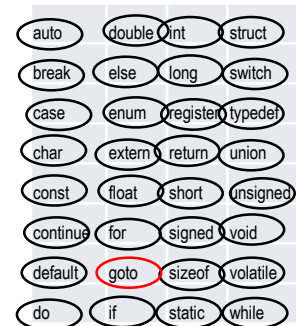 auto double int struct
break else long switch
case enum register typedef
char extern return union
const float short unsigned
continue for signed void
default goto sizeof volatile
do if static while